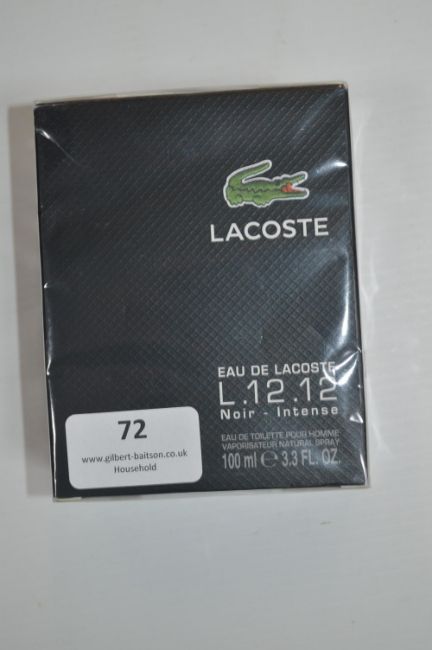 LACOSTE
EAU DE LACOSTE
L.12.12
Noir - Intense
EAU DE TOILETTE POUR HOMME
VAPORISATEUR NATURAL SPRAY
100 ml ℮ 3.3 FL. OZ.
72
www.gilbert-baitson.co.uk
Household